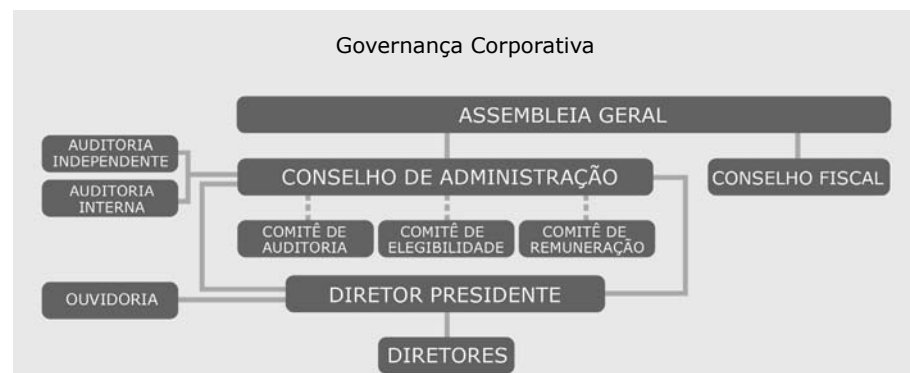 Governança Corporativa
ASSEMBLEIA GERAL
AUDITORIA
INDEPENDENTE
AUDITORIA
INTERNA
CONSELHO DE ADMINISTRAÇÃO
CONSELHO FISCAL
COMITÊ DE
AUDITORIA
COMITÊ DE
ELEGIBILIDADE
COMITÊ DE
REMUNERAÇÃO
OUVIDORIA
DIRETOR PRESIDENTE
DIRETORES